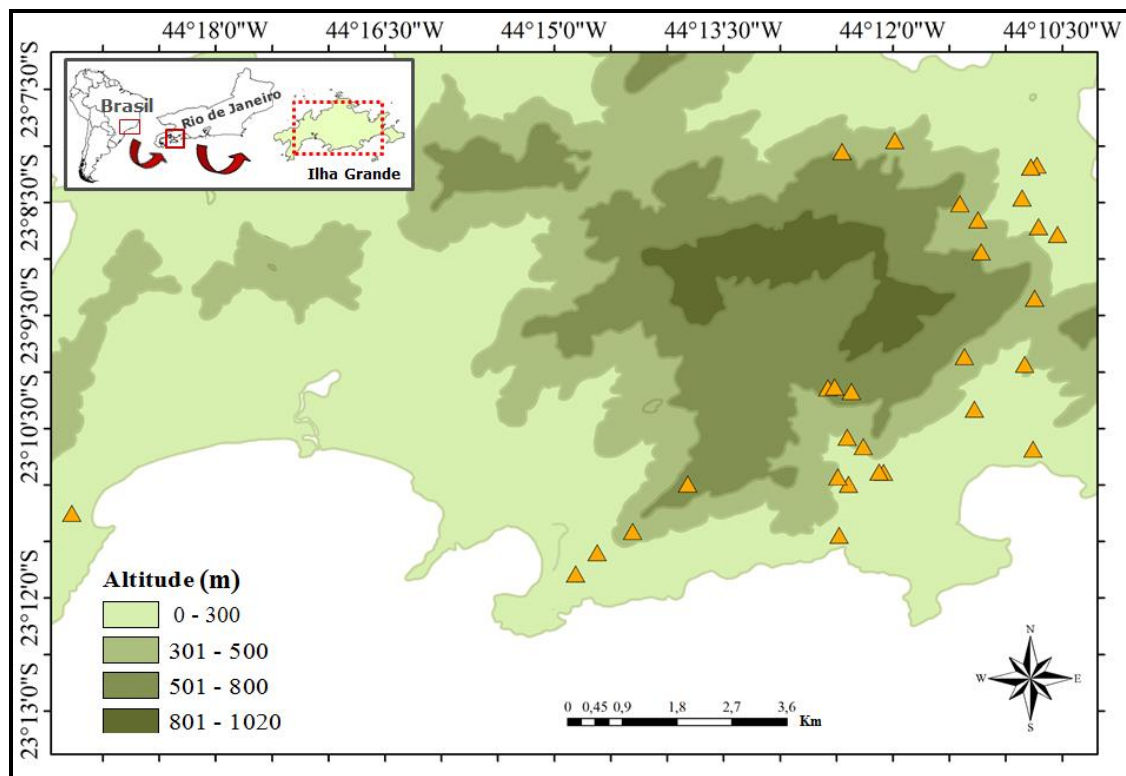 44°18'0"W 44°16'30"W 44°15'0"W 44°13'30"W 44°12'0"W 44°10'30"W
23°7'30"S
23°8'30"S
23°9'30"S
23°10'30"S
23°12'0"S
23°13'0"S
Brasil
Rio de Janeiro
Ilha Grande
Altitude (m)
0 - 300
301 - 500
501 - 800
801 - 1020
0 0,45 0,9 1,8 2,7 3,6
Km
N
W E
S